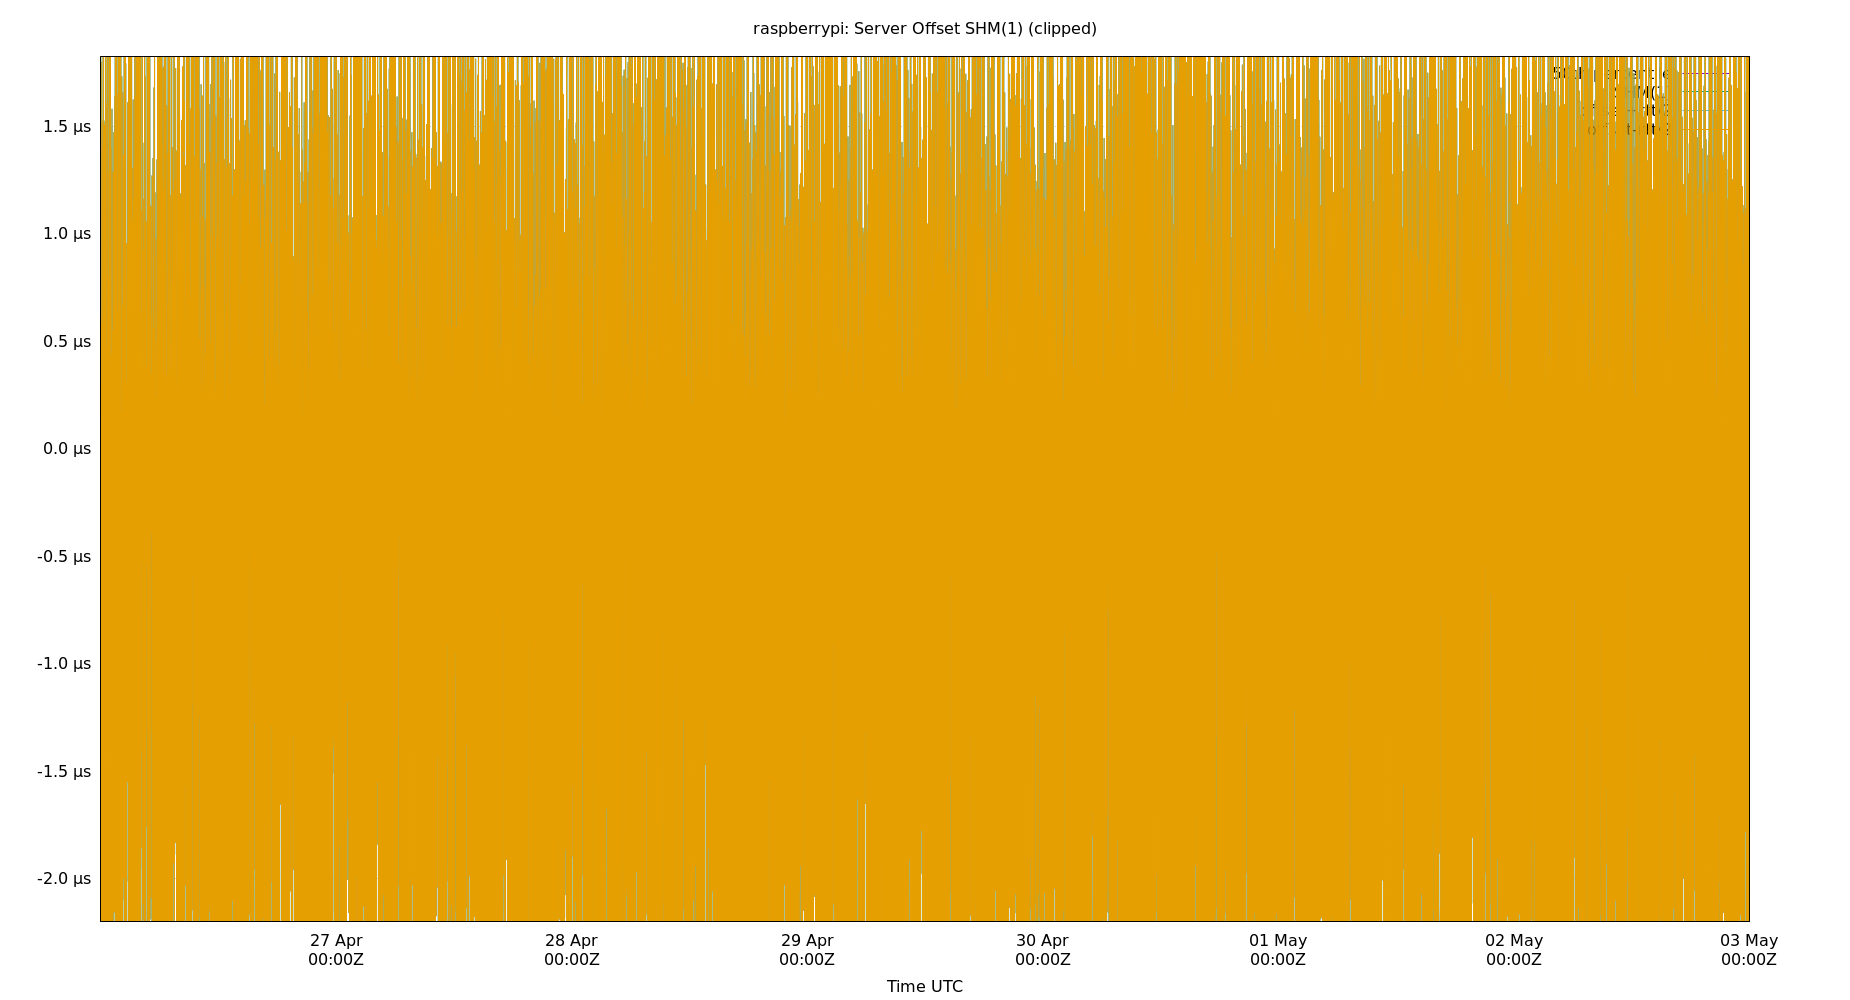 raspberrypi: Server Offset SHM(1) (clipped)
1.5 µs
1.0 µs
0.5 µs
0.0 µs
-0.5 µs
-1.0 µs
-1.5 µs
-2.0 µs
27 Apr
00:00Z
28 Apr
00:00Z
29 Apr
00:00Z
30 Apr
00:00Z
01 May
00:00Z
02 May
00:00Z
03 May
00:00Z
Time UTC